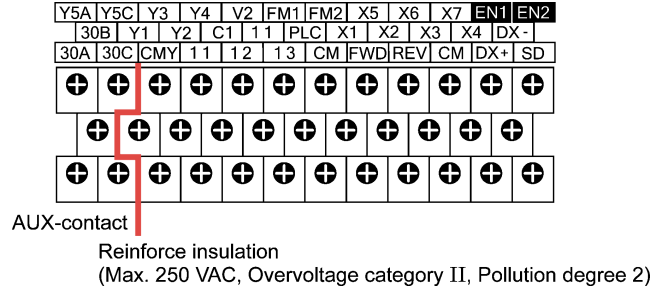 Y5A Y5C Y3 Y4 V2 FM1 FM2 X5 X6 X7 EN1 EN2
30B Y1 Y2 C1 11 PLC X1 X2 X3 X4 DX-
30A 30C CMY 11 12 13 CM FWD REV CM DX+ SD
AUX-contact
Reinforce insulation
(Max. 250 VAC, Overvoltage category II, Pollution degree 2)